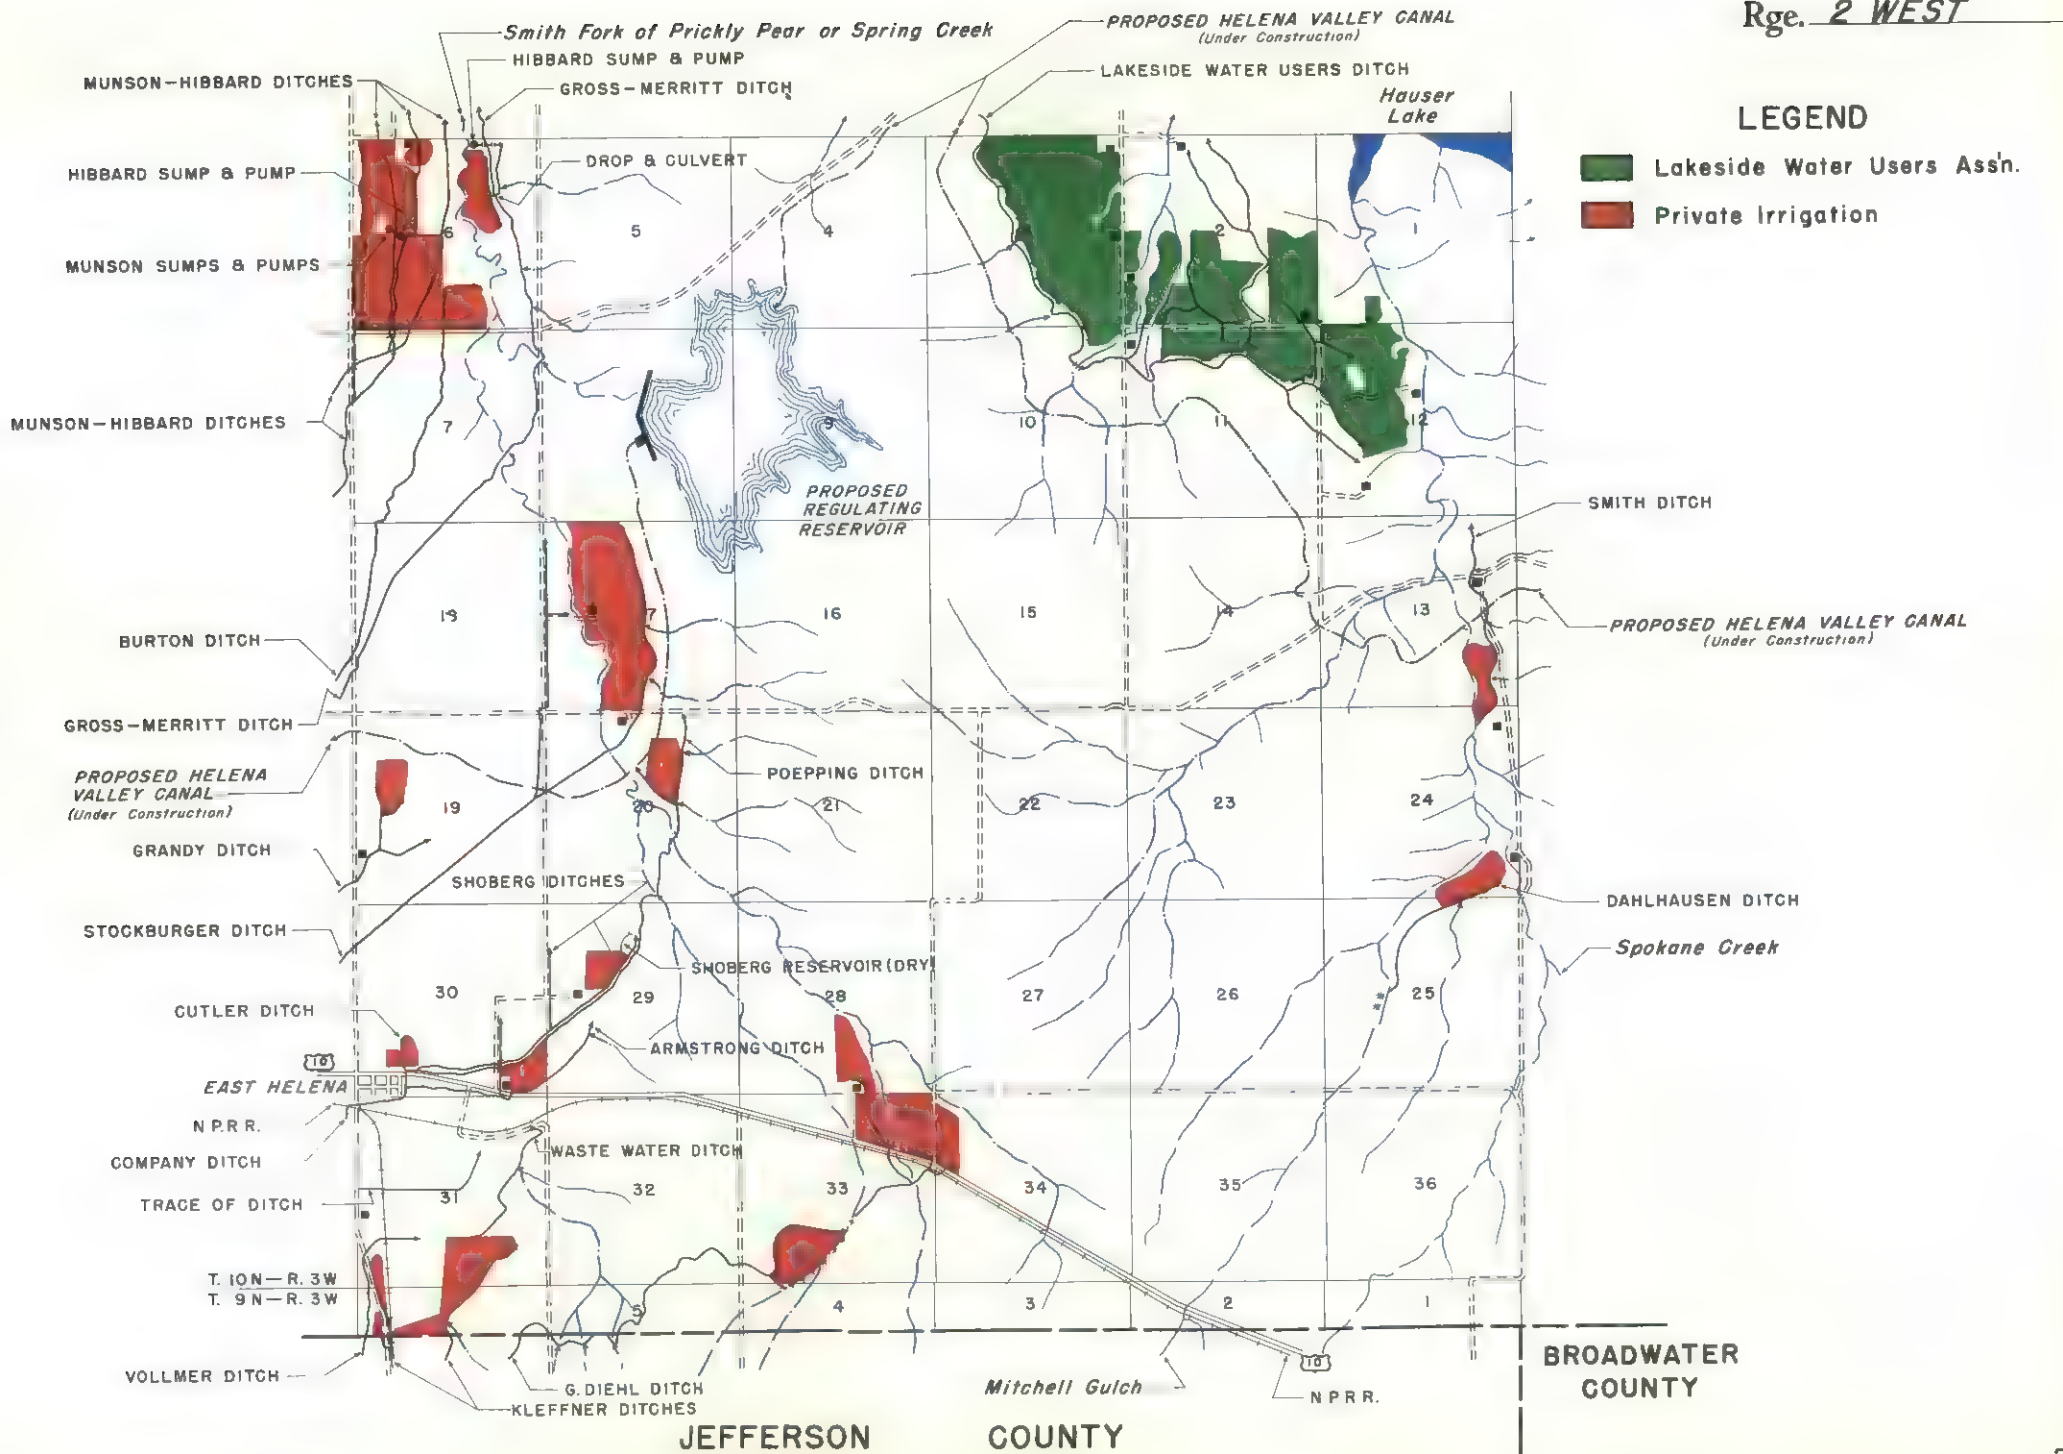 Rge. 2 WEST
Smith Fork of Prickly Pear or Spring Creek
PROPOSED HELENA VALLEY CANAL
(Under Construction)
HIBBARD SUMP & PUMP
MUNSON-HIBBARD DITCHES
GROSS-MERRITT DITCH
LAKESIDE WATER USERS DITCH
Hauser
Lake
LEGEND
Lakeside Water Users Ass'n.
Private Irrigation
HIBBARD SUMP & PUMP
DROP & CULVERT
MUNSON SUMPS & PUMPS
6
5
4
2
1
MUNSON-HIBBARD DITCHES
7
9
10
11
12
PROPOSED
REGULATING
RESERVOIR
SMITH DITCH
18
17
16
15
14
13
BURTON DITCH
PROPOSED HELENA VALLEY CANAL
(Under Construction)
GROSS-MERRITT DITCH
PROPOSED HELENA
VALLEY CANAL
(Under Construction)
POEPPING DITCH
19
20
21
22
23
24
GRANDY DITCH
SHOBERG DITCHES
DAHLHAUSEN DITCH
STOCKBURGER DITCH
Spokane Creek
SHOBERG RESERVOIR (DRY)
30
29
28
27
26
25
CUTLER DITCH
ARMSTRONG DITCH
10
EAST HELENA
N.P.R.R.
COMPANY DITCH
WASTE WATER DITCH
TRACE OF DITCH
31
32
33
34
35
36
T. 10N-R. 3W
T. 9N-R. 3W
5
4
3
2
1
VOLLMER DITCH
G. DIEHL DITCH
KLEFFNER DITCHES
Mitchell Gulch
10
N.P.R.R.
BROADWATER
COUNTY
JEFFERSON COUNTY